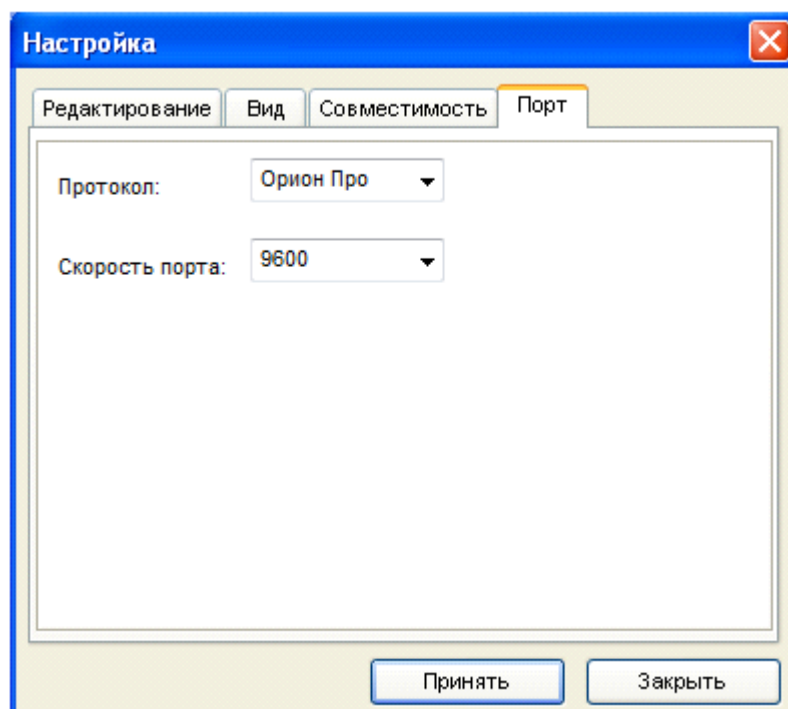 Настройка
Редактирование Вид Совместимость Порт
Протокол: Орион Про
Скорость порта: 9600
Принять Закрыть